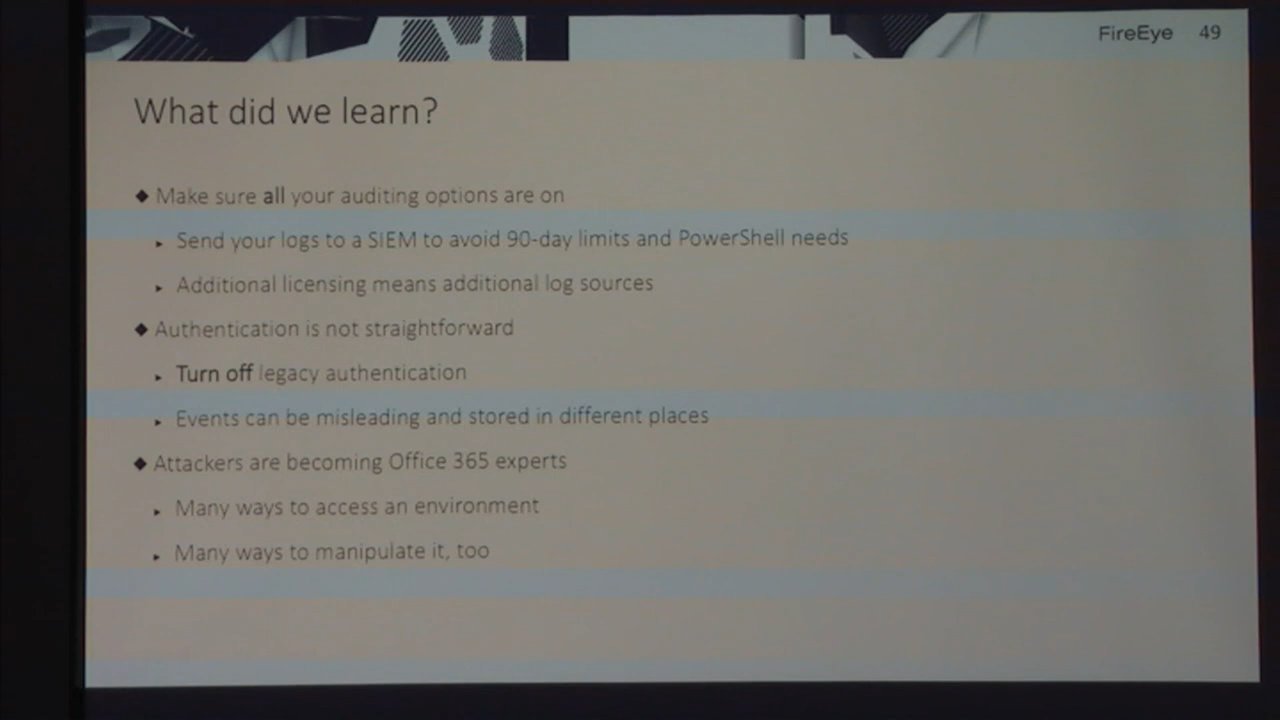 FireEye 49
What did we learn?
◆ Make sure all your auditing options are on
▸ Send your logs to a SIEM to avoid 90-day limits and PowerShell needs
▸ Additional licensing means additional log sources
◆ Authentication is not straightforward
▸ Turn off legacy authentication
▸ Events can be misleading and stored in different places
◆ Attackers are becoming Office 365 experts
▸ Many ways to access an environment
▸ Many ways to manipulate it, too